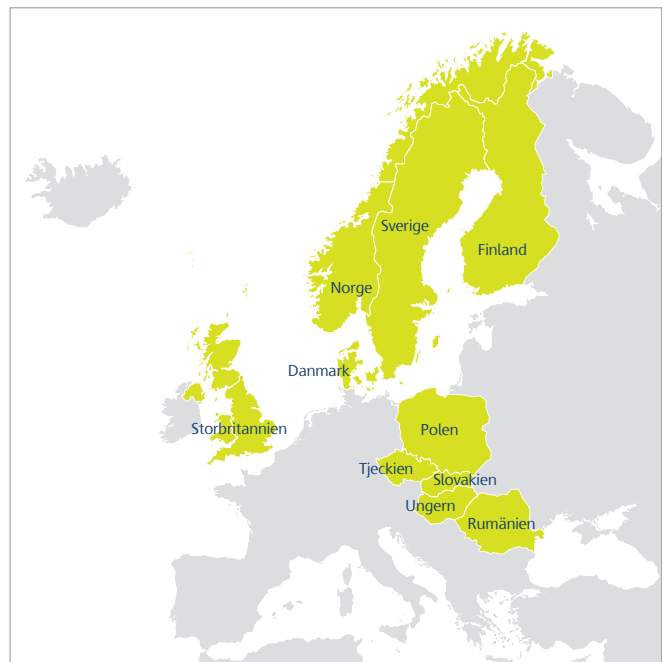 Sverige
Finland
Norge
Danmark
Storbritannien
Polen
Tjeckien
Slovakien
Ungern
Rumänien